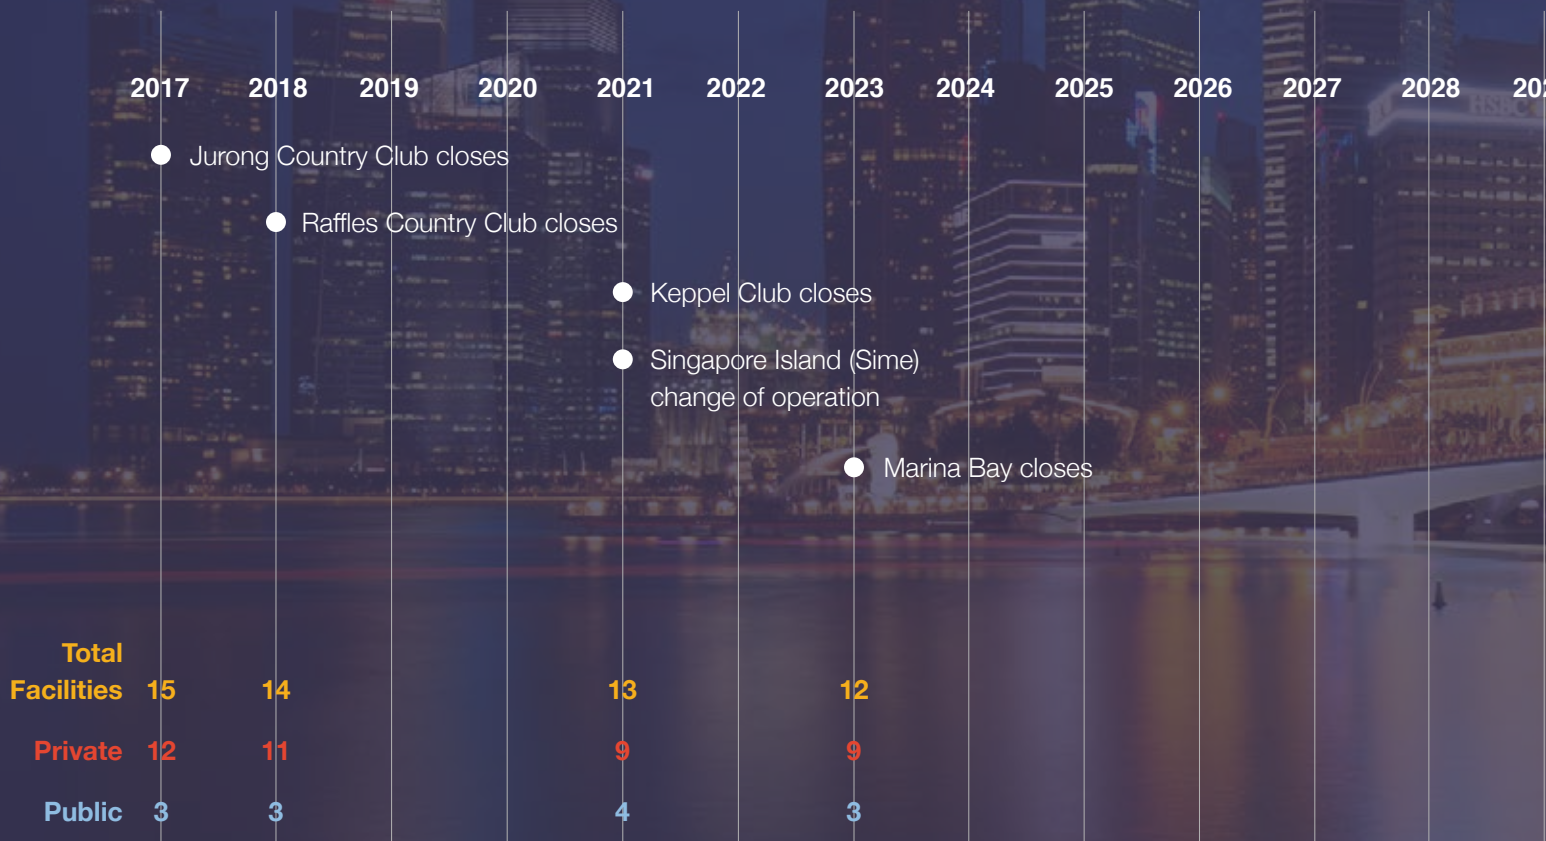 2017 2018 2019 2020 2021 2022 2023 2024 2025 2026 2027 2028
Jurong Country Club closes
Raffles Country Club closes
Keppel Club closes
Singapore Island (Sime)
change of operation
Marina Bay closes
HSBC
Total
Facilities 15 14 13 12
Private 12 11 9 9
Public 3 3 4 3